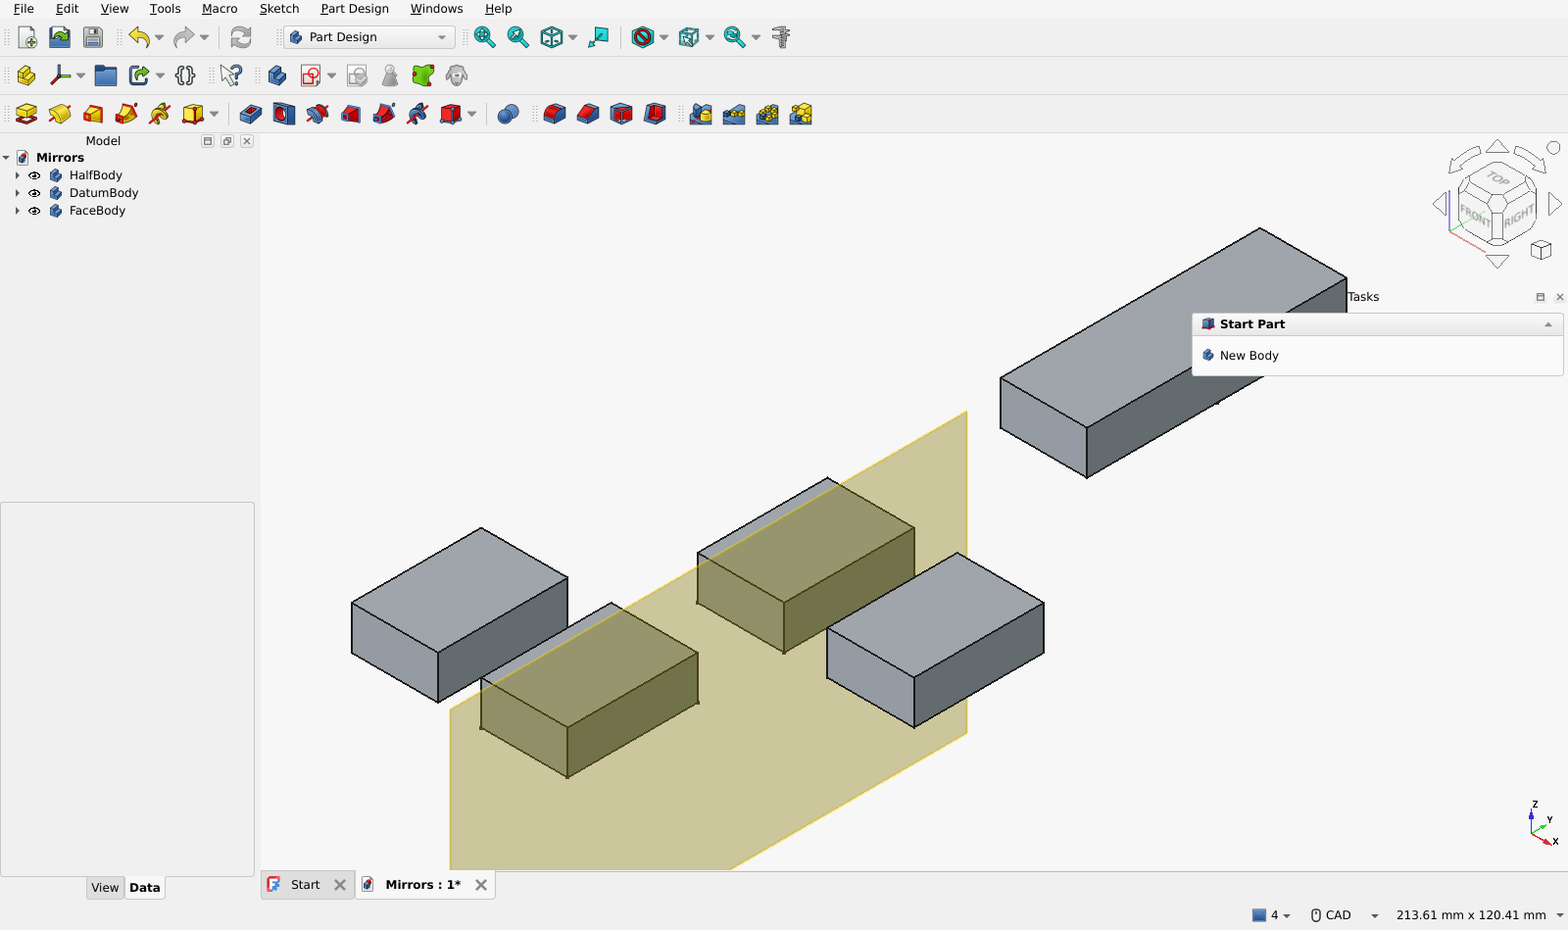 File Edit View Tools Macro Sketch Part Design Windows Help
Part Design
Model
Mirrors
HalfBody
DatumBody
FaceBody
TOP
FRONT
RIGHT
Tasks
Start Part
New Body
Z
Y
X
View Data
Start
Mirrors : 1*
4
CAD
213.61 mm x 120.41 mm